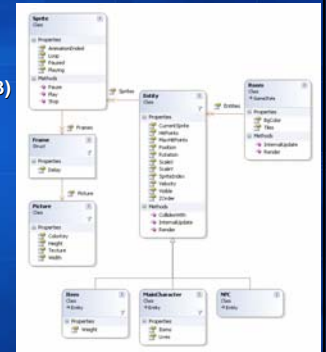 3)
Sprite
Class
Properties
AnimationEnded
Loop
Paused
Playing
Methods
Pause
Play
Stop
Sprites
Frames
Frame
Struct
Properties
Delay
Picture
Picture
Class
Properties
ColorKey
Height
Texture
Width
Entity
Class
Properties
CurrentSprite
HitPoints
MaxHitPoints
Position
Rotation
ScaleX
ScaleY
SpriteIndex
Velocity
Visible
ZOrder
Methods
CollidesWith
InternalUpdate
Render
Entities
Room
Class
GameState
Properties
BgColor
Tiles
Methods
InternalUpdate
Render
Item
Class
Entity
Properties
Weight
MainCharacter
Class
Entity
Properties
Items
Lives
NPC
Class
Entity